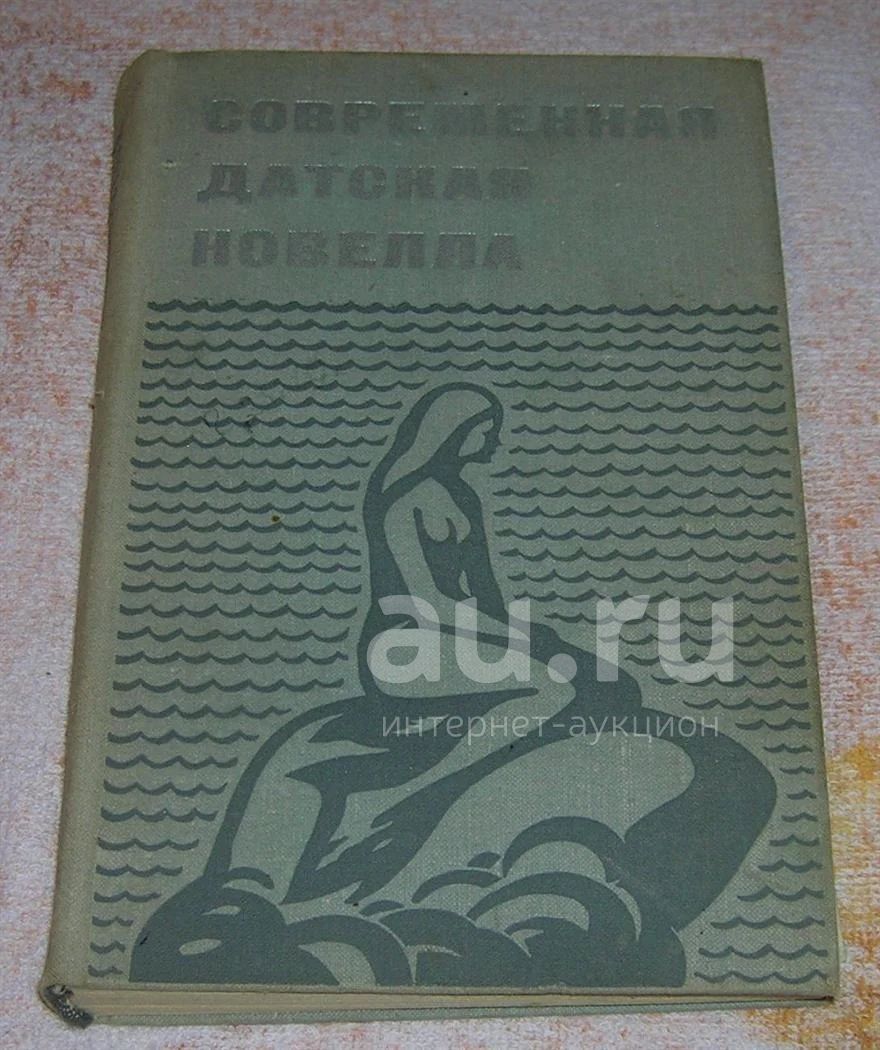 СОВРЕМЕННАЯ
ДАТСКАЯ
НОВЕЛЛА
au.ru
интернет-аукцион